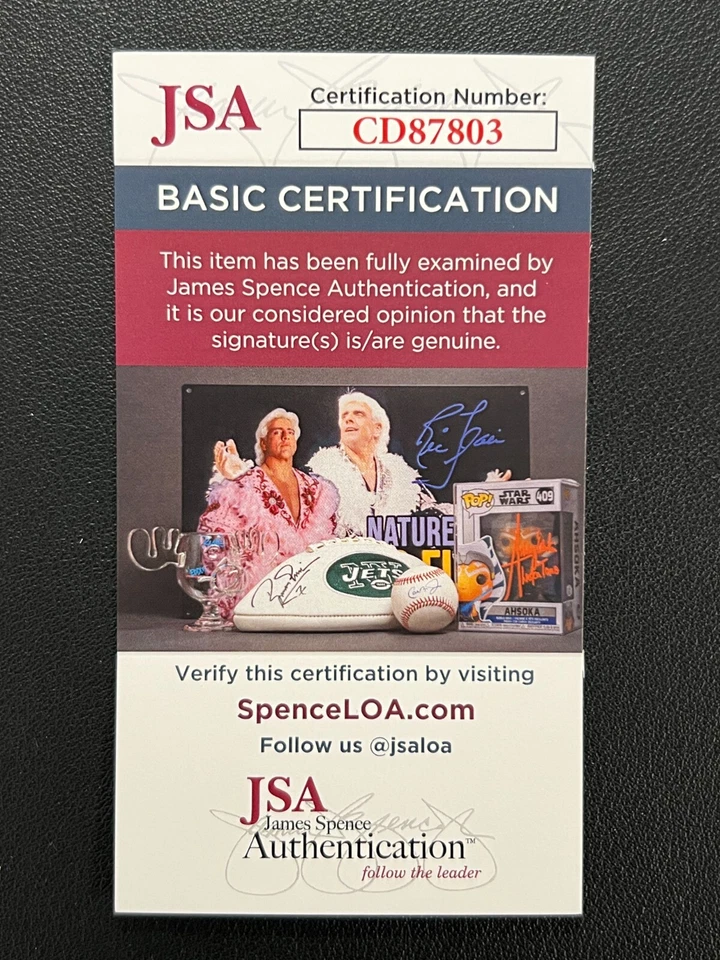 JSA
Certification Number:
CD87803
BASIC CERTIFICATION
This item has been fully examined by
James Spence Authentication, and
it is our considered opinion that the
signature(s) is/are genuine.
NATURE
JETS
POP!
STAR
WARS
409
AHSOKA
AHSOKA
Verify this certification by visiting
SpenceLOA.com
Follow us @jsaloa
JSA
James Spence
Authentication™
follow the leader